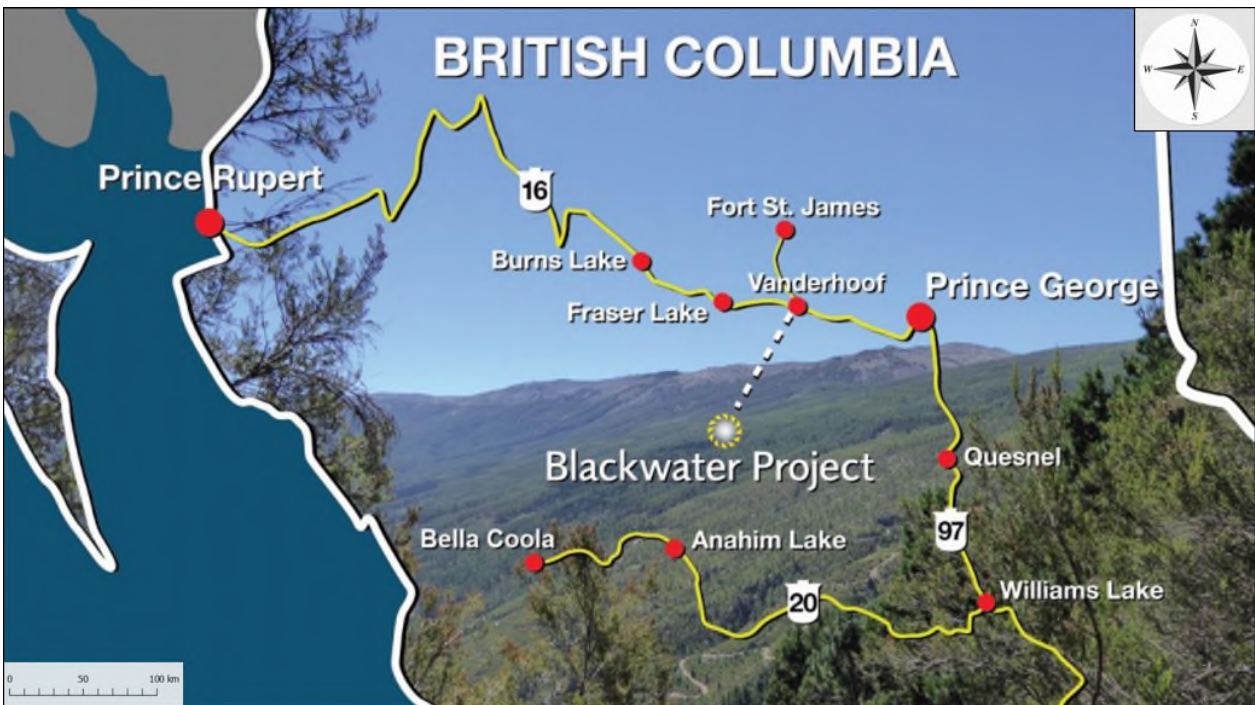 BRITISH COLUMBIA
N
W E
S
Prince Rupert
16
Fort St. James
Burns Lake
Vanderhoof
Prince George
Fraser Lake
Blackwater Project
Quesnel
97
Bella Coola
Anahim Lake
20
Williams Lake
0 50 100 km